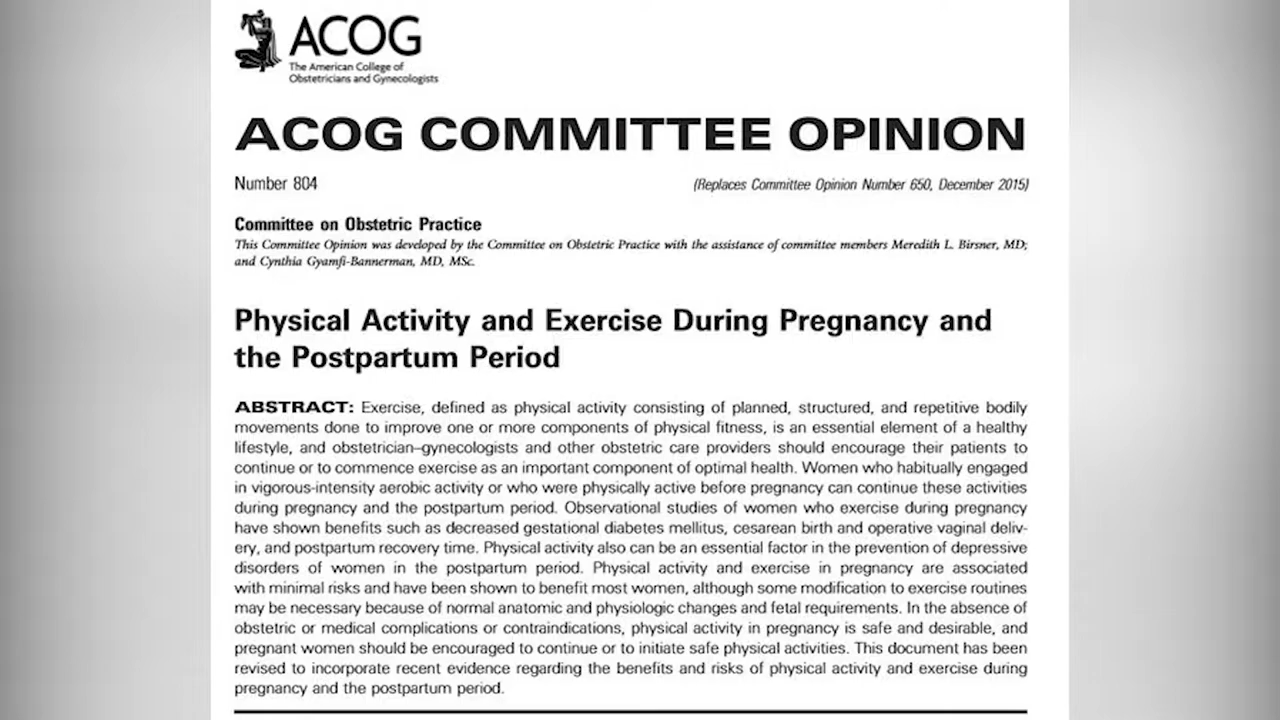 ACOG
The American College of
Obstetricians and Gynecologists
ACOG COMMITTEE OPINION
Number 804
(Replaces Committee Opinion Number 650, December 2015)
Committee on Obstetric Practice
This Committee Opinion was developed by the Committee on Obstetric Practice with the assistance of committee members Meredith L. Birsner, MD;
and Cynthia Gyamfi-Bannerman, MD, MSc.
Physical Activity and Exercise During Pregnancy and
the Postpartum Period
ABSTRACT: Exercise, defined as physical activity consisting of planned, structured, and repetitive bodily
movements done to improve one or more components of physical fitness, is an essential element of a healthy
lifestyle, and obstetrician–gynecologists and other obstetric care providers should encourage their patients to
continue or to commence exercise as an important component of optimal health. Women who habitually engaged
in vigorous-intensity aerobic activity or who were physically active before pregnancy can continue these activities
during pregnancy and the postpartum period. Observational studies of women who exercise during pregnancy
have shown benefits such as decreased gestational diabetes mellitus, cesarean birth and operative vaginal deliv-
ery, and postpartum recovery time. Physical activity also can be an essential factor in the prevention of depressive
disorders of women in the postpartum period. Physical activity and exercise in pregnancy are associated
with minimal risks and have been shown to benefit most women, although some modification to exercise routines
may be necessary because of normal anatomic and physiologic changes and fetal requirements. In the absence of
obstetric or medical complications or contraindications, physical activity in pregnancy is safe and desirable, and
pregnant women should be encouraged to continue or to initiate safe physical activities. This document has been
revised to incorporate recent evidence regarding the benefits and risks of physical activity and exercise during
pregnancy and the postpartum period.